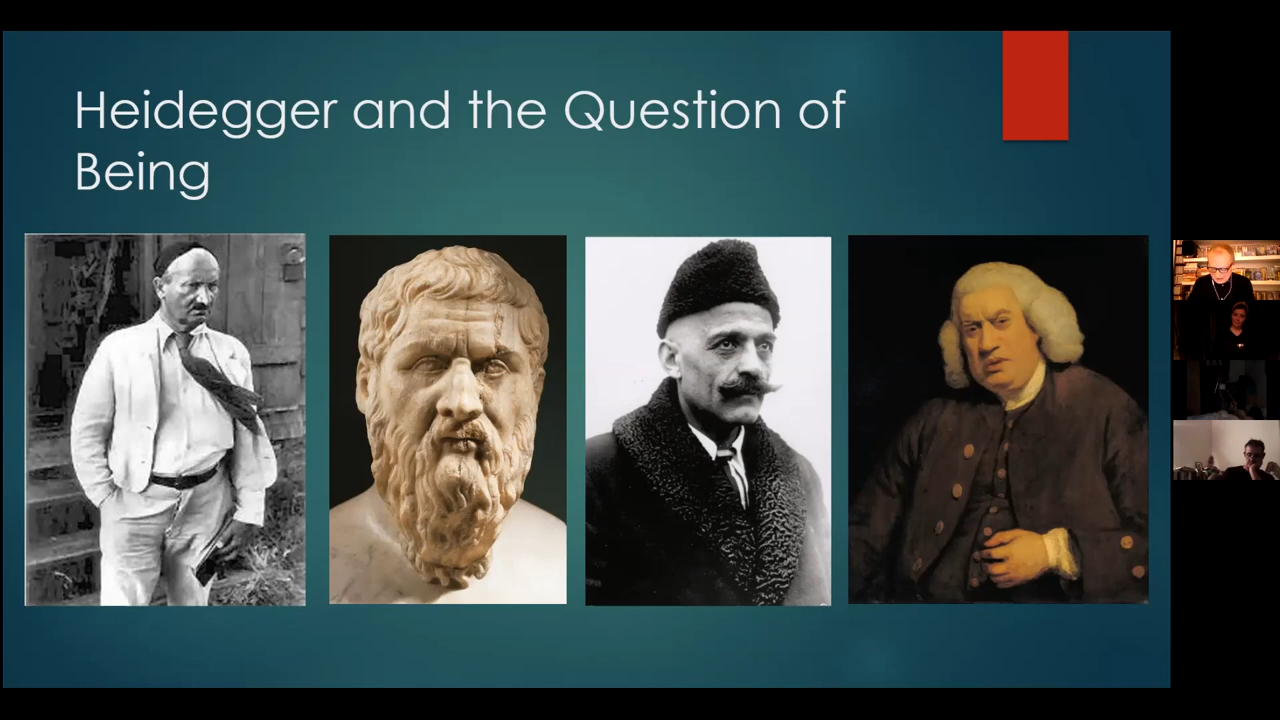 Heidegger and the Question of
Being